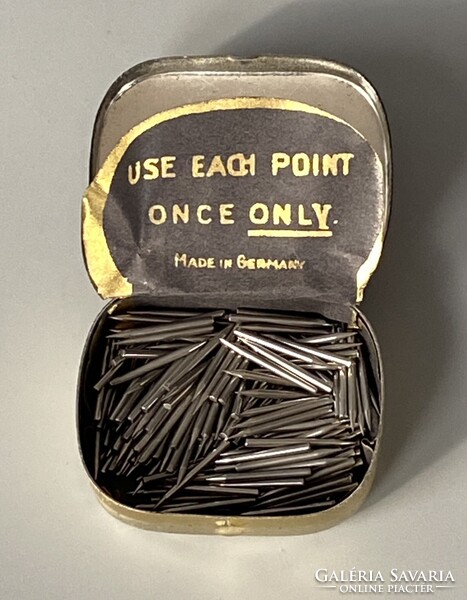 USE EACH POINT
ONCE ONLY.
MADE IN GERMANY
GALÉRIA SAVARIA
ONLINE PIACTÉR